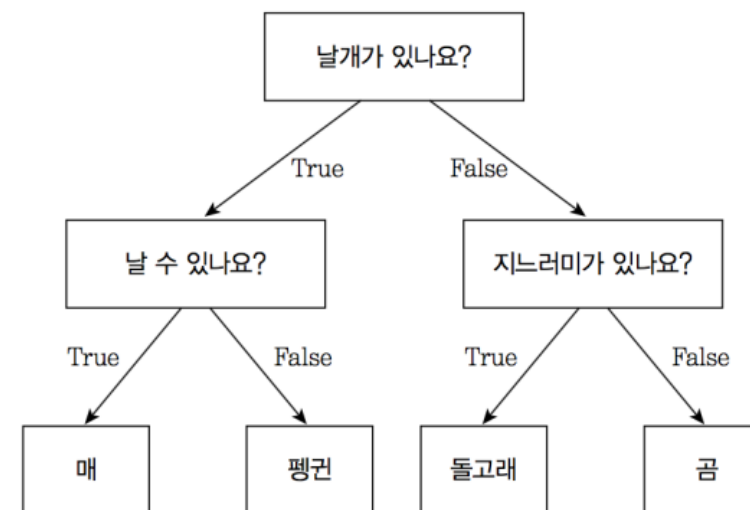 날개가 있나요?
True
False
날 수 있나요?
지느러미가 있나요?
True
False
True
False
매
펭귄
돌고래
곰